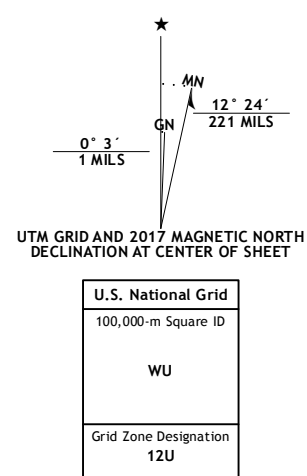 ★
MN
12° 24´
221 MILS
GN
0° 3´
1 MILS
UTM GRID AND 2017 MAGNETIC NORTH
DECLINATION AT CENTER OF SHEET
U.S. National Grid
100,000-m Square ID
WU
Grid Zone Designation
12U